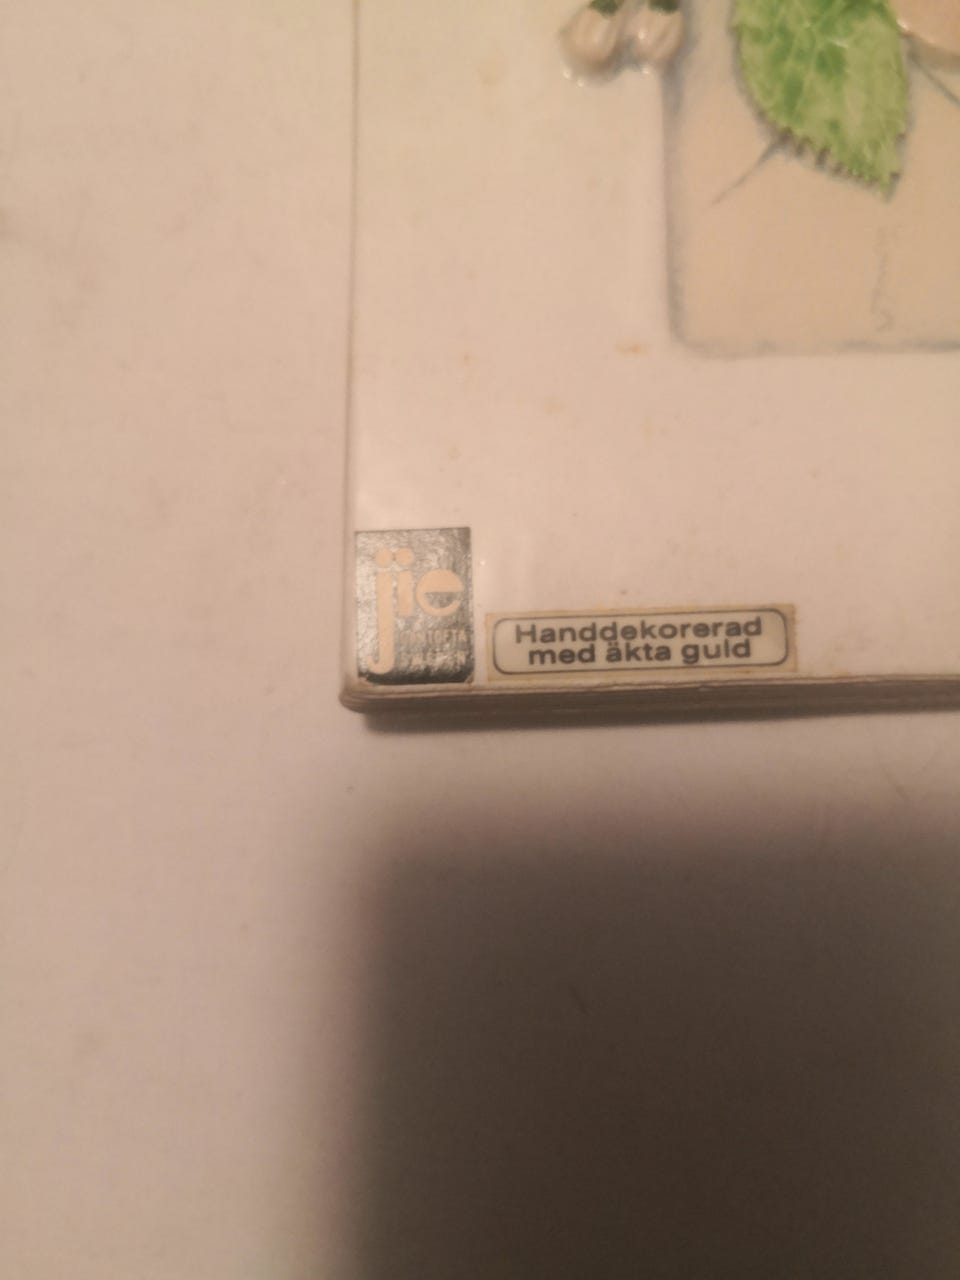 jie
Handdekorerad
med äkta guld